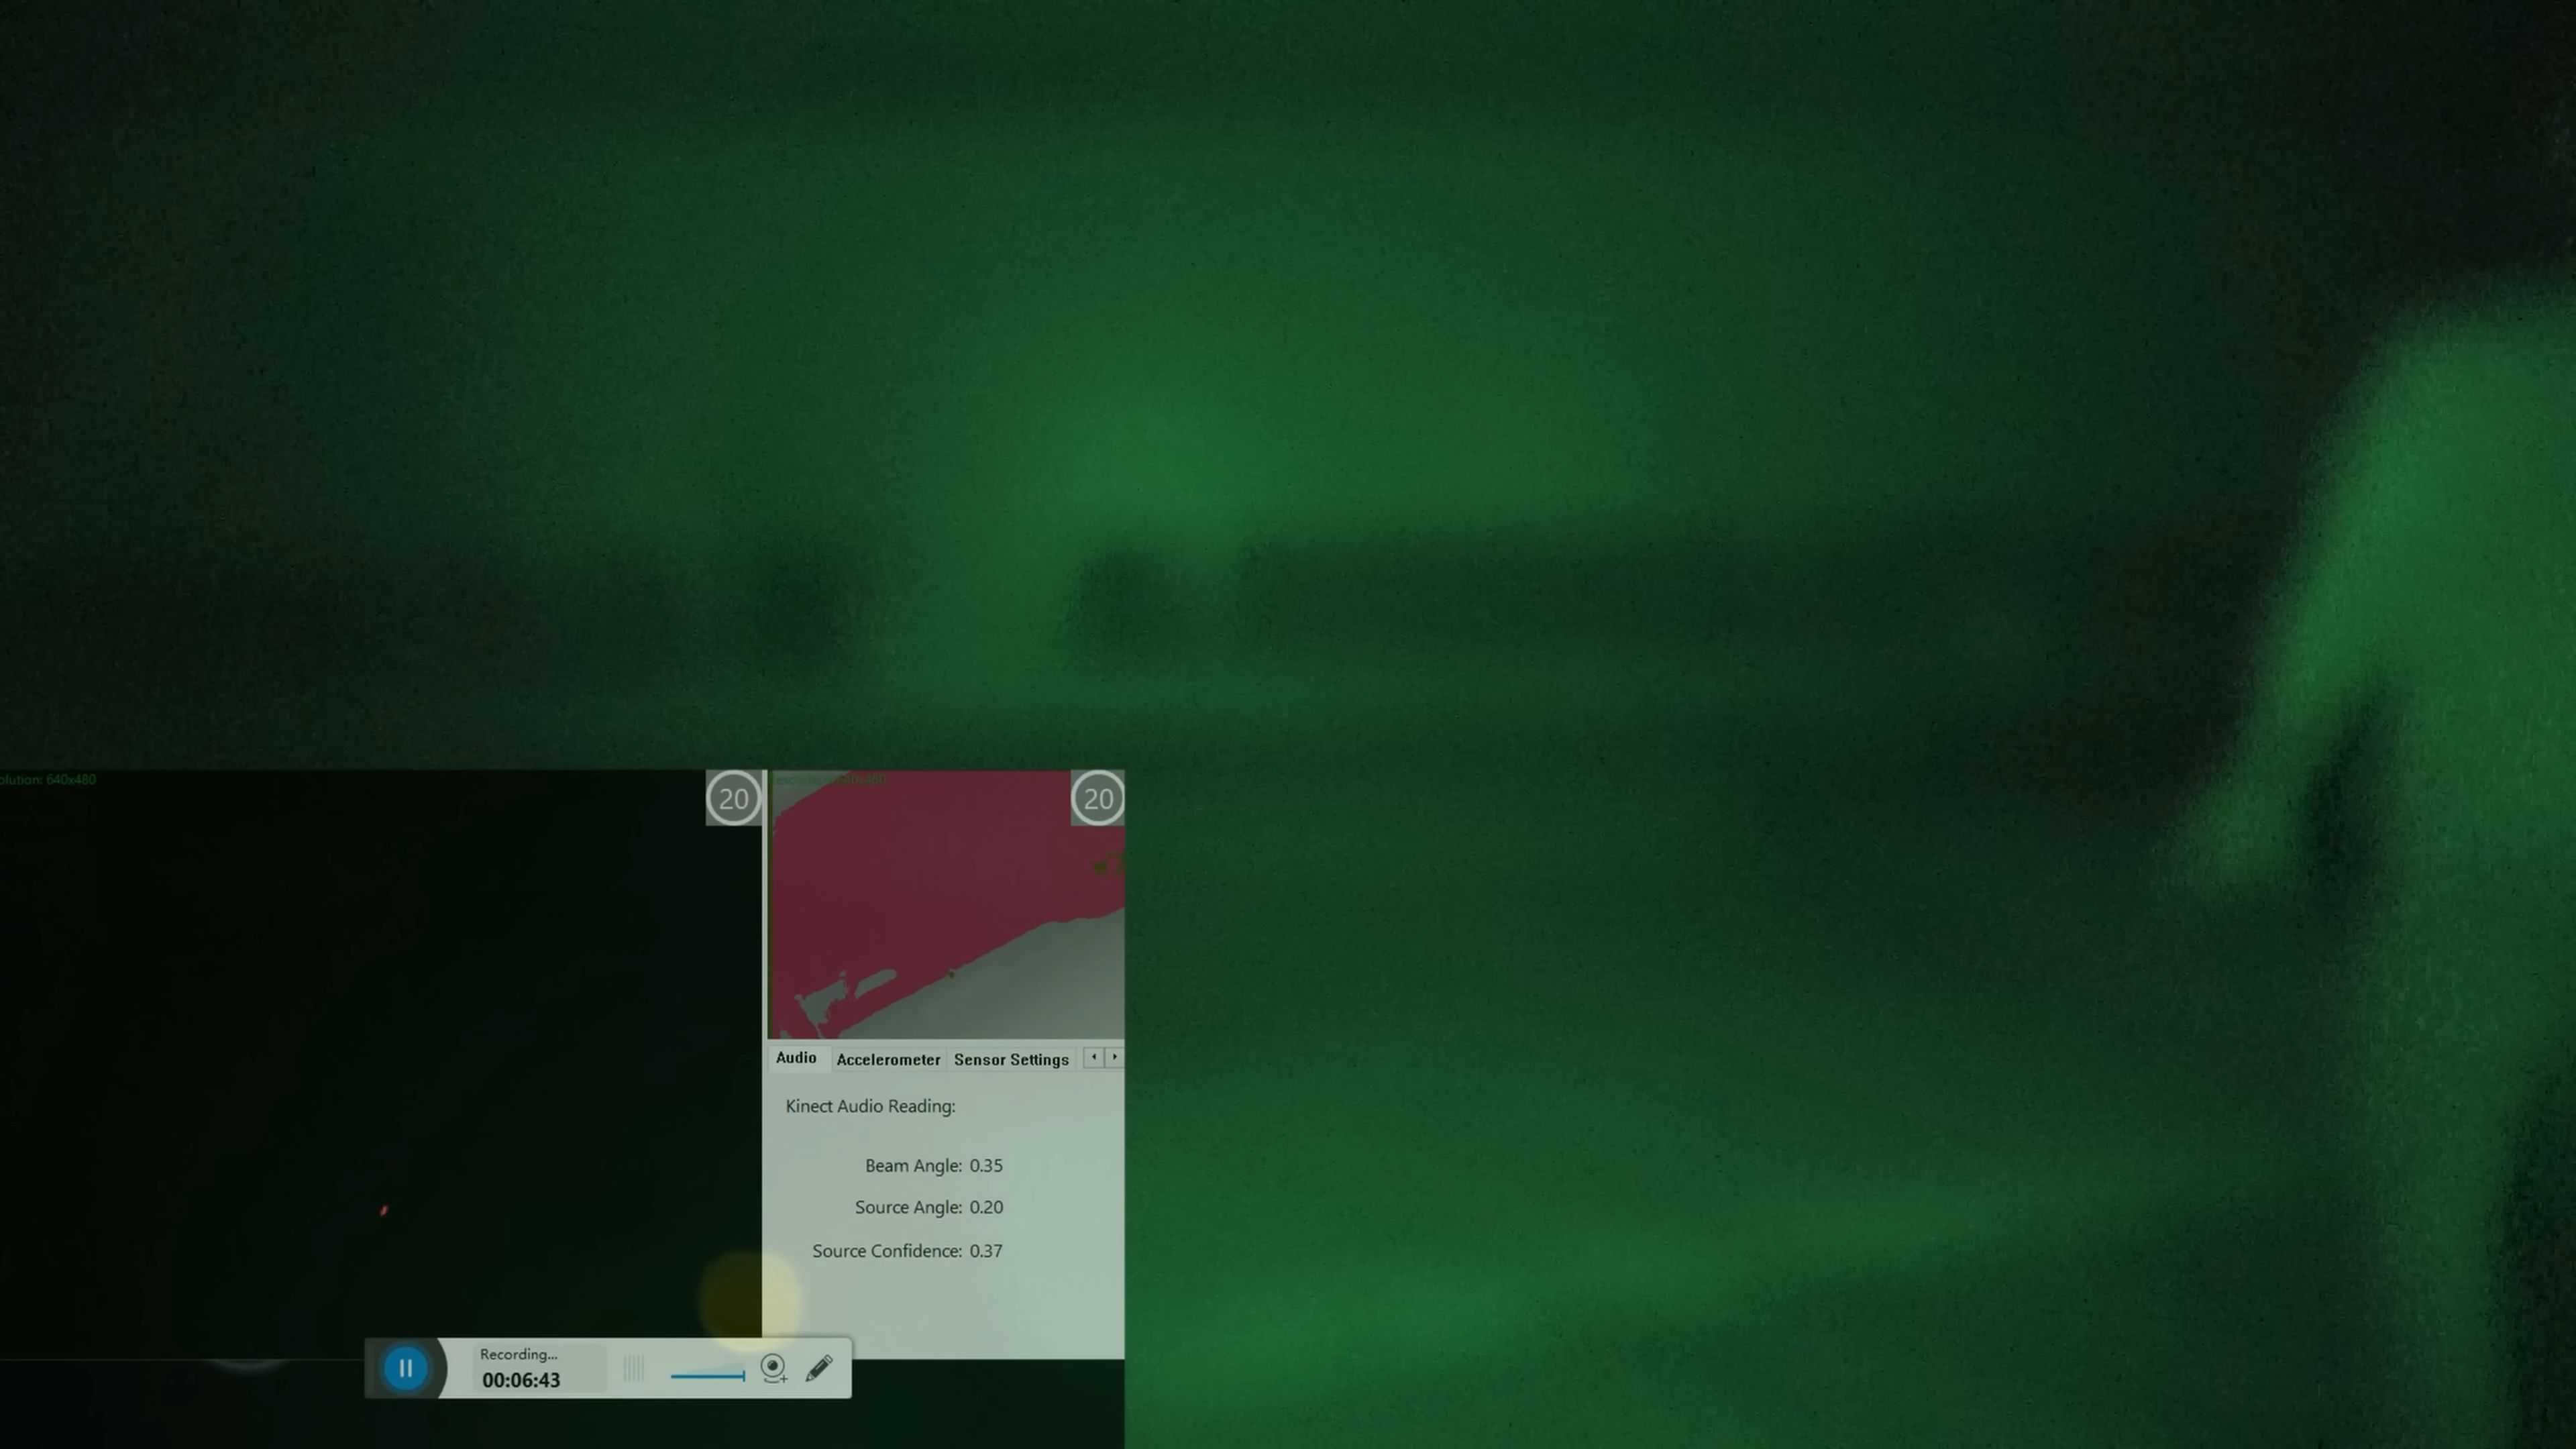 olution: 640x480
20
20
Audio Accelerometer Sensor Settings
Kinect Audio Reading:
Beam Angle: 0.35
Source Angle: 0.20
Source Confidence: 0.37
Recording...
00:06:43